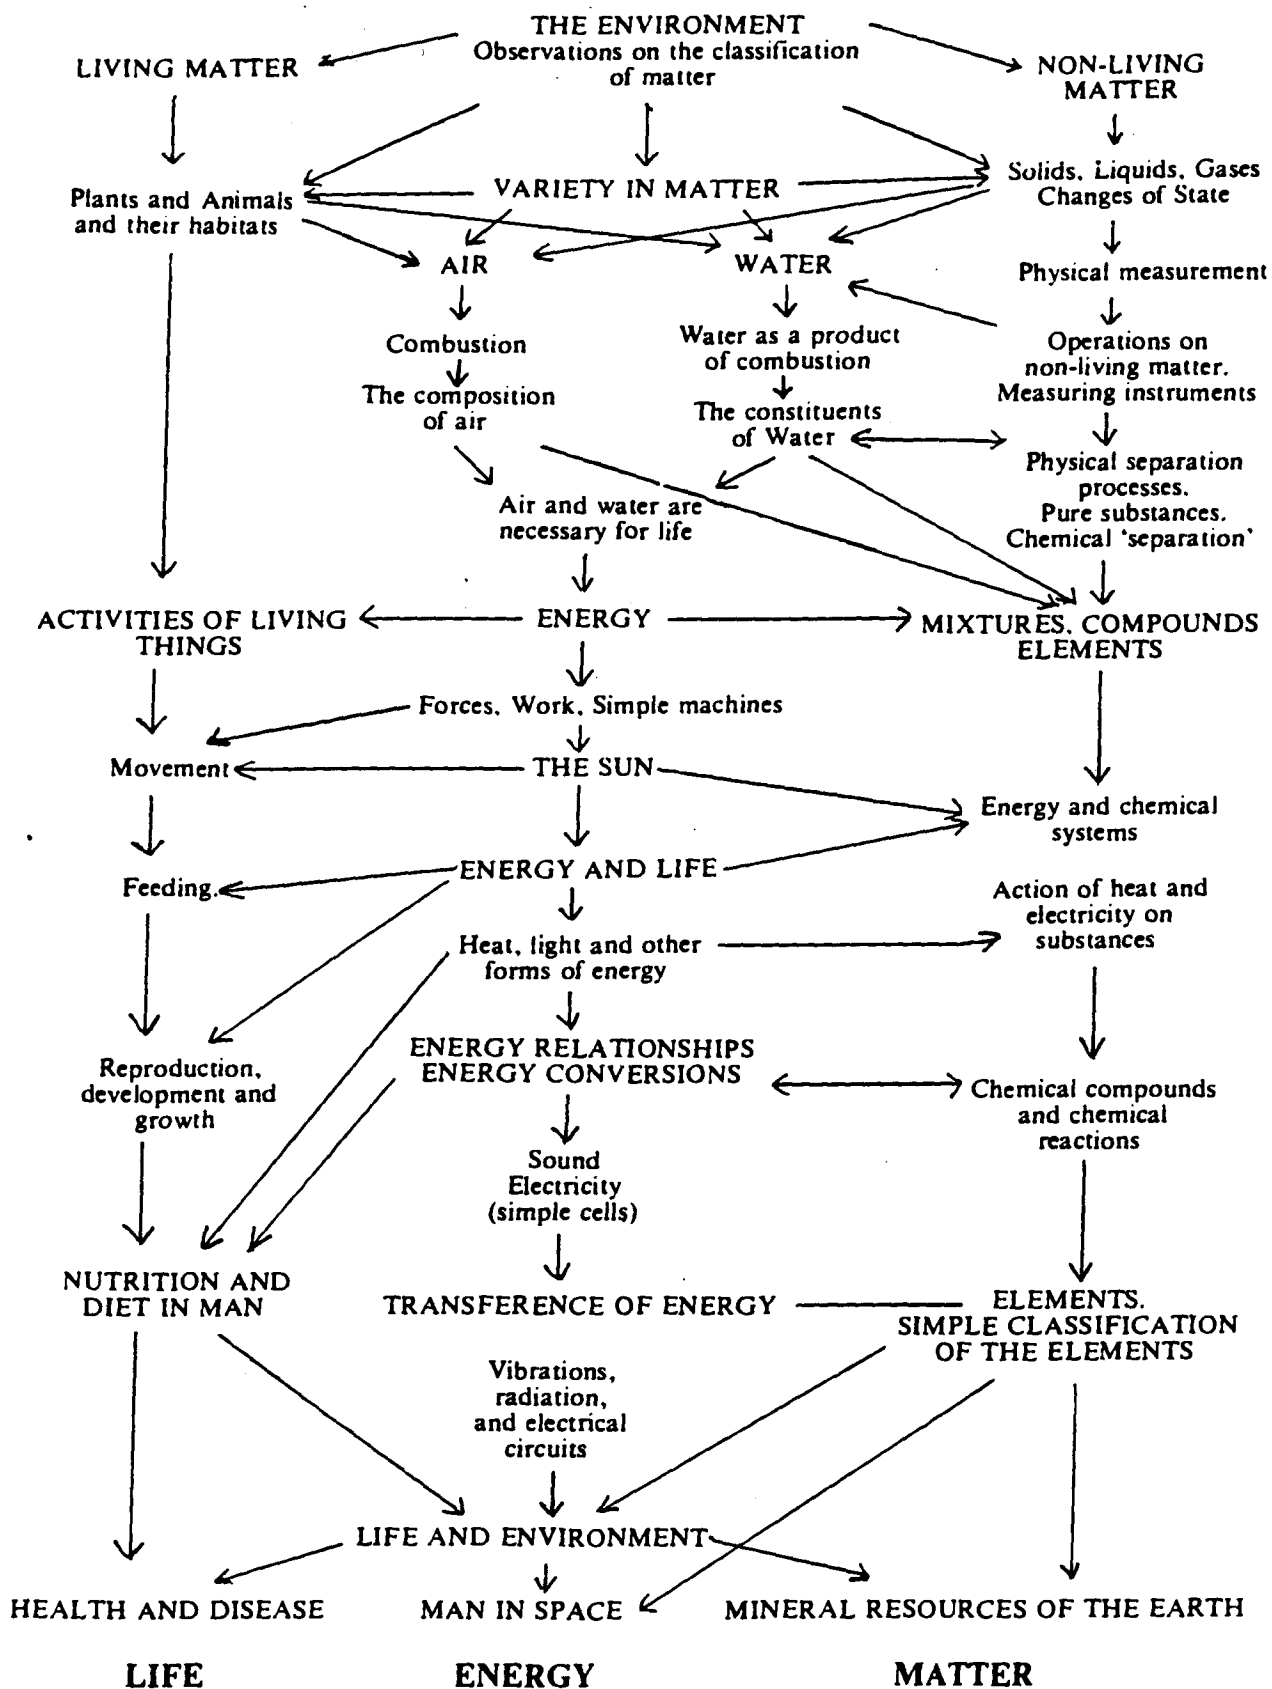 THE ENVIRONMENT
Observations on the classification
of matter
LIVING MATTER
NON-LIVING
MATTER
Plants and Animals
and their habitats
VARIETY IN MATTER
Solids, Liquids, Gases
Changes of State
AIR
WATER
Physical measurement
Combustion
Water as a product
of combustion
Operations on
non-living matter.
Measuring instruments
The composition
of air
The constituents
of Water
Physical separation
processes.
Pure substances.
Chemical 'separation'
Air and water are
necessary for life
ACTIVITIES OF LIVING
THINGS
ENERGY
MIXTURES. COMPOUNDS
ELEMENTS
Forces, Work, Simple machines
Movement
THE SUN
Energy and chemical
systems
ENERGY AND LIFE
Feeding.
Action of heat and
electricity on
substances
Heat, light and other
forms of energy
Reproduction,
development and
growth
ENERGY RELATIONSHIPS
ENERGY CONVERSIONS
Chemical compounds
and chemical
reactions
Sound
Electricity
(simple cells)
NUTRITION AND
DIET IN MAN
TRANSFERENCE OF ENERGY
ELEMENTS.
SIMPLE CLASSIFICATION
OF THE ELEMENTS
Vibrations,
radiation,
and electrical
circuits
LIFE AND ENVIRONMENT
HEALTH AND DISEASE
MAN IN SPACE
MINERAL RESOURCES OF THE EARTH
LIFE
ENERGY
MATTER